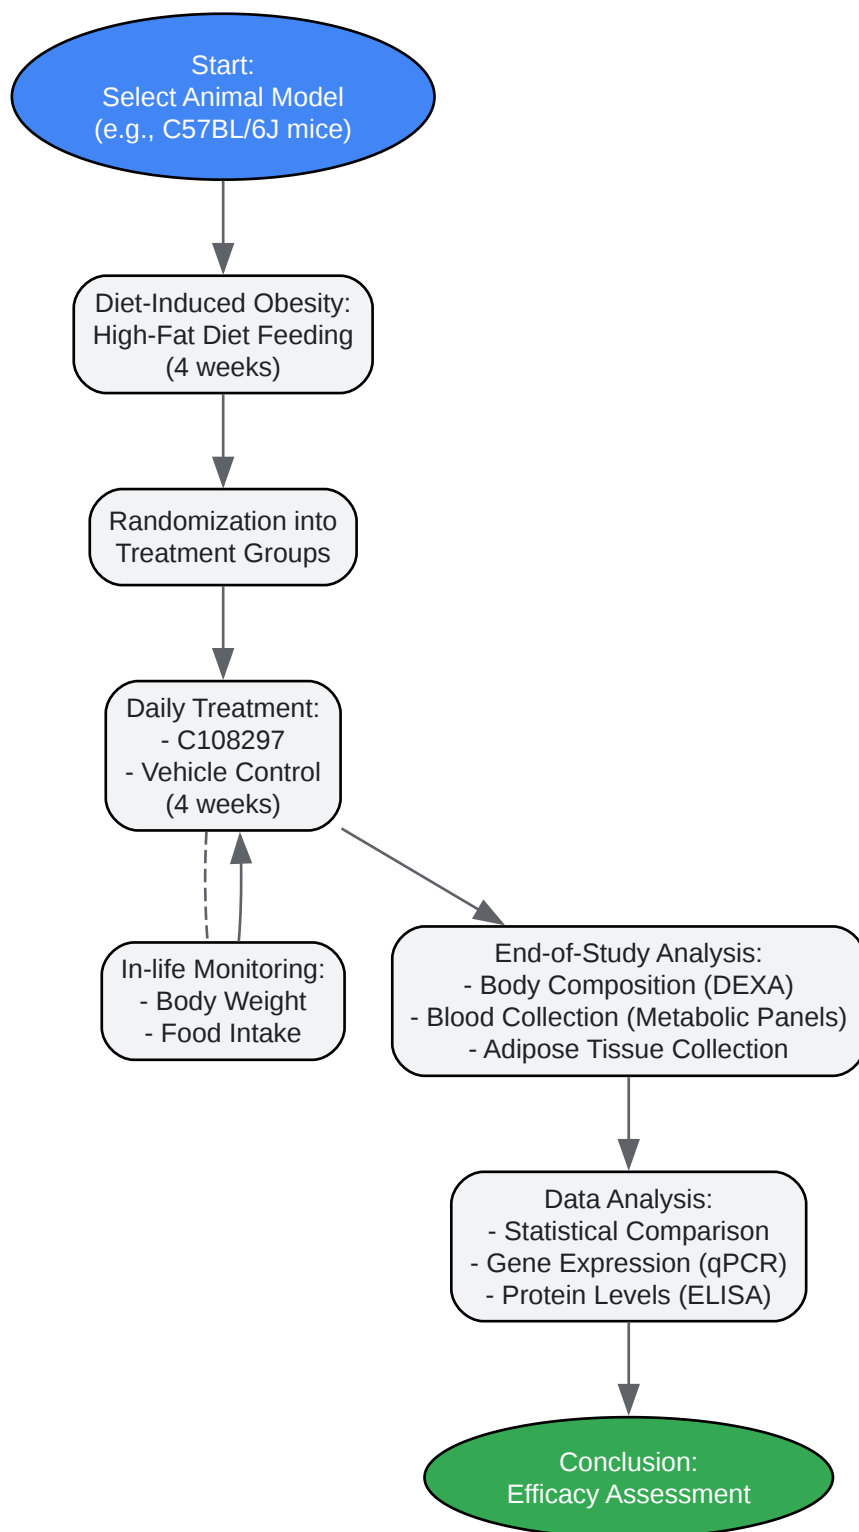 Start:
Select Animal Model
(e.g., C57BL/6J mice)
Diet-Induced Obesity:
High-Fat Diet Feeding
(4 weeks)
Randomization into
Treatment Groups
Daily Treatment:
- C108297
- Vehicle Control
(4 weeks)
In-life Monitoring:
- Body Weight
- Food Intake
End-of-Study Analysis:
- Body Composition (DEXA)
- Blood Collection (Metabolic Panels)
- Adipose Tissue Collection
Data Analysis:
- Statistical Comparison
- Gene Expression (qPCR)
- Protein Levels (ELISA)
Conclusion:
Efficacy Assessment